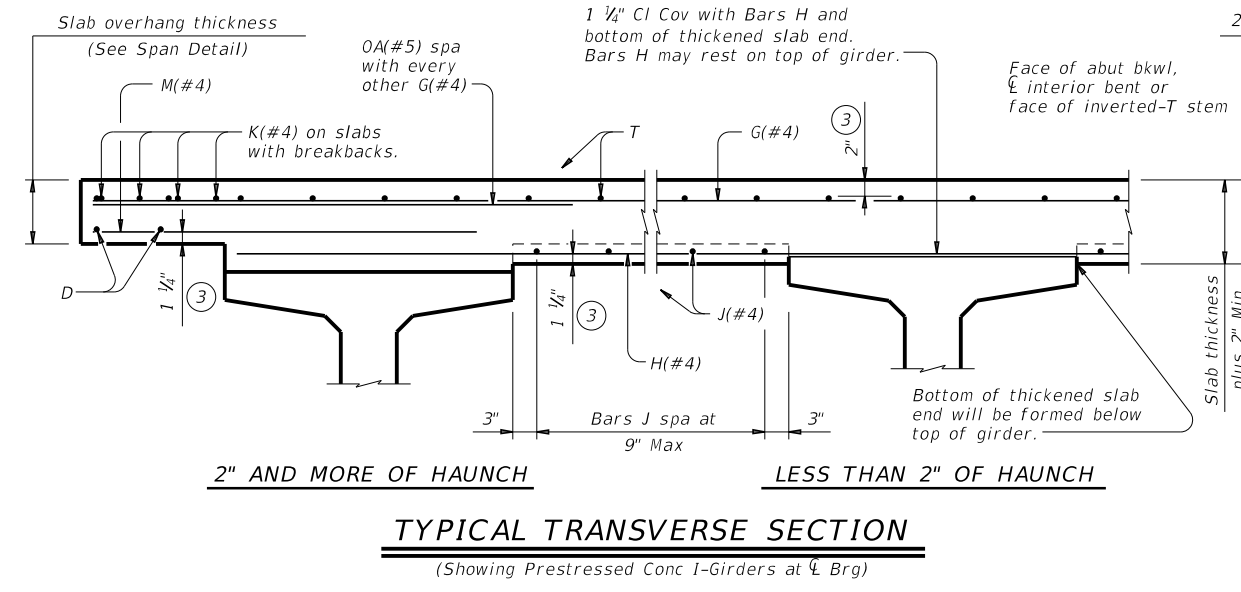 Slab overhang thickness
(See Span Detail)
M(#4)
K(#4) on slabs
with breakbacks.
OA(#5) spa
with every
other G(#4)
1 ¼" Cl Cov with Bars H and
bottom of thickened slab end.
Bars H may rest on top of girder.
2
Face of abut bkwl,
℄ interior bent or
face of inverted-T stem
T
G(#4)
3
2"
D
1 ¼"
3
1 ¼"
3
J(#4)
H(#4)
3"
Bars J spa at
9" Max
3"
Bottom of thickened slab
end will be formed below
top of girder.
Slab thickness
plus 2" Min
2" AND MORE OF HAUNCH
LESS THAN 2" OF HAUNCH
TYPICAL TRANSVERSE SECTION
(Showing Prestressed Conc I-Girders at ℄ Brg)